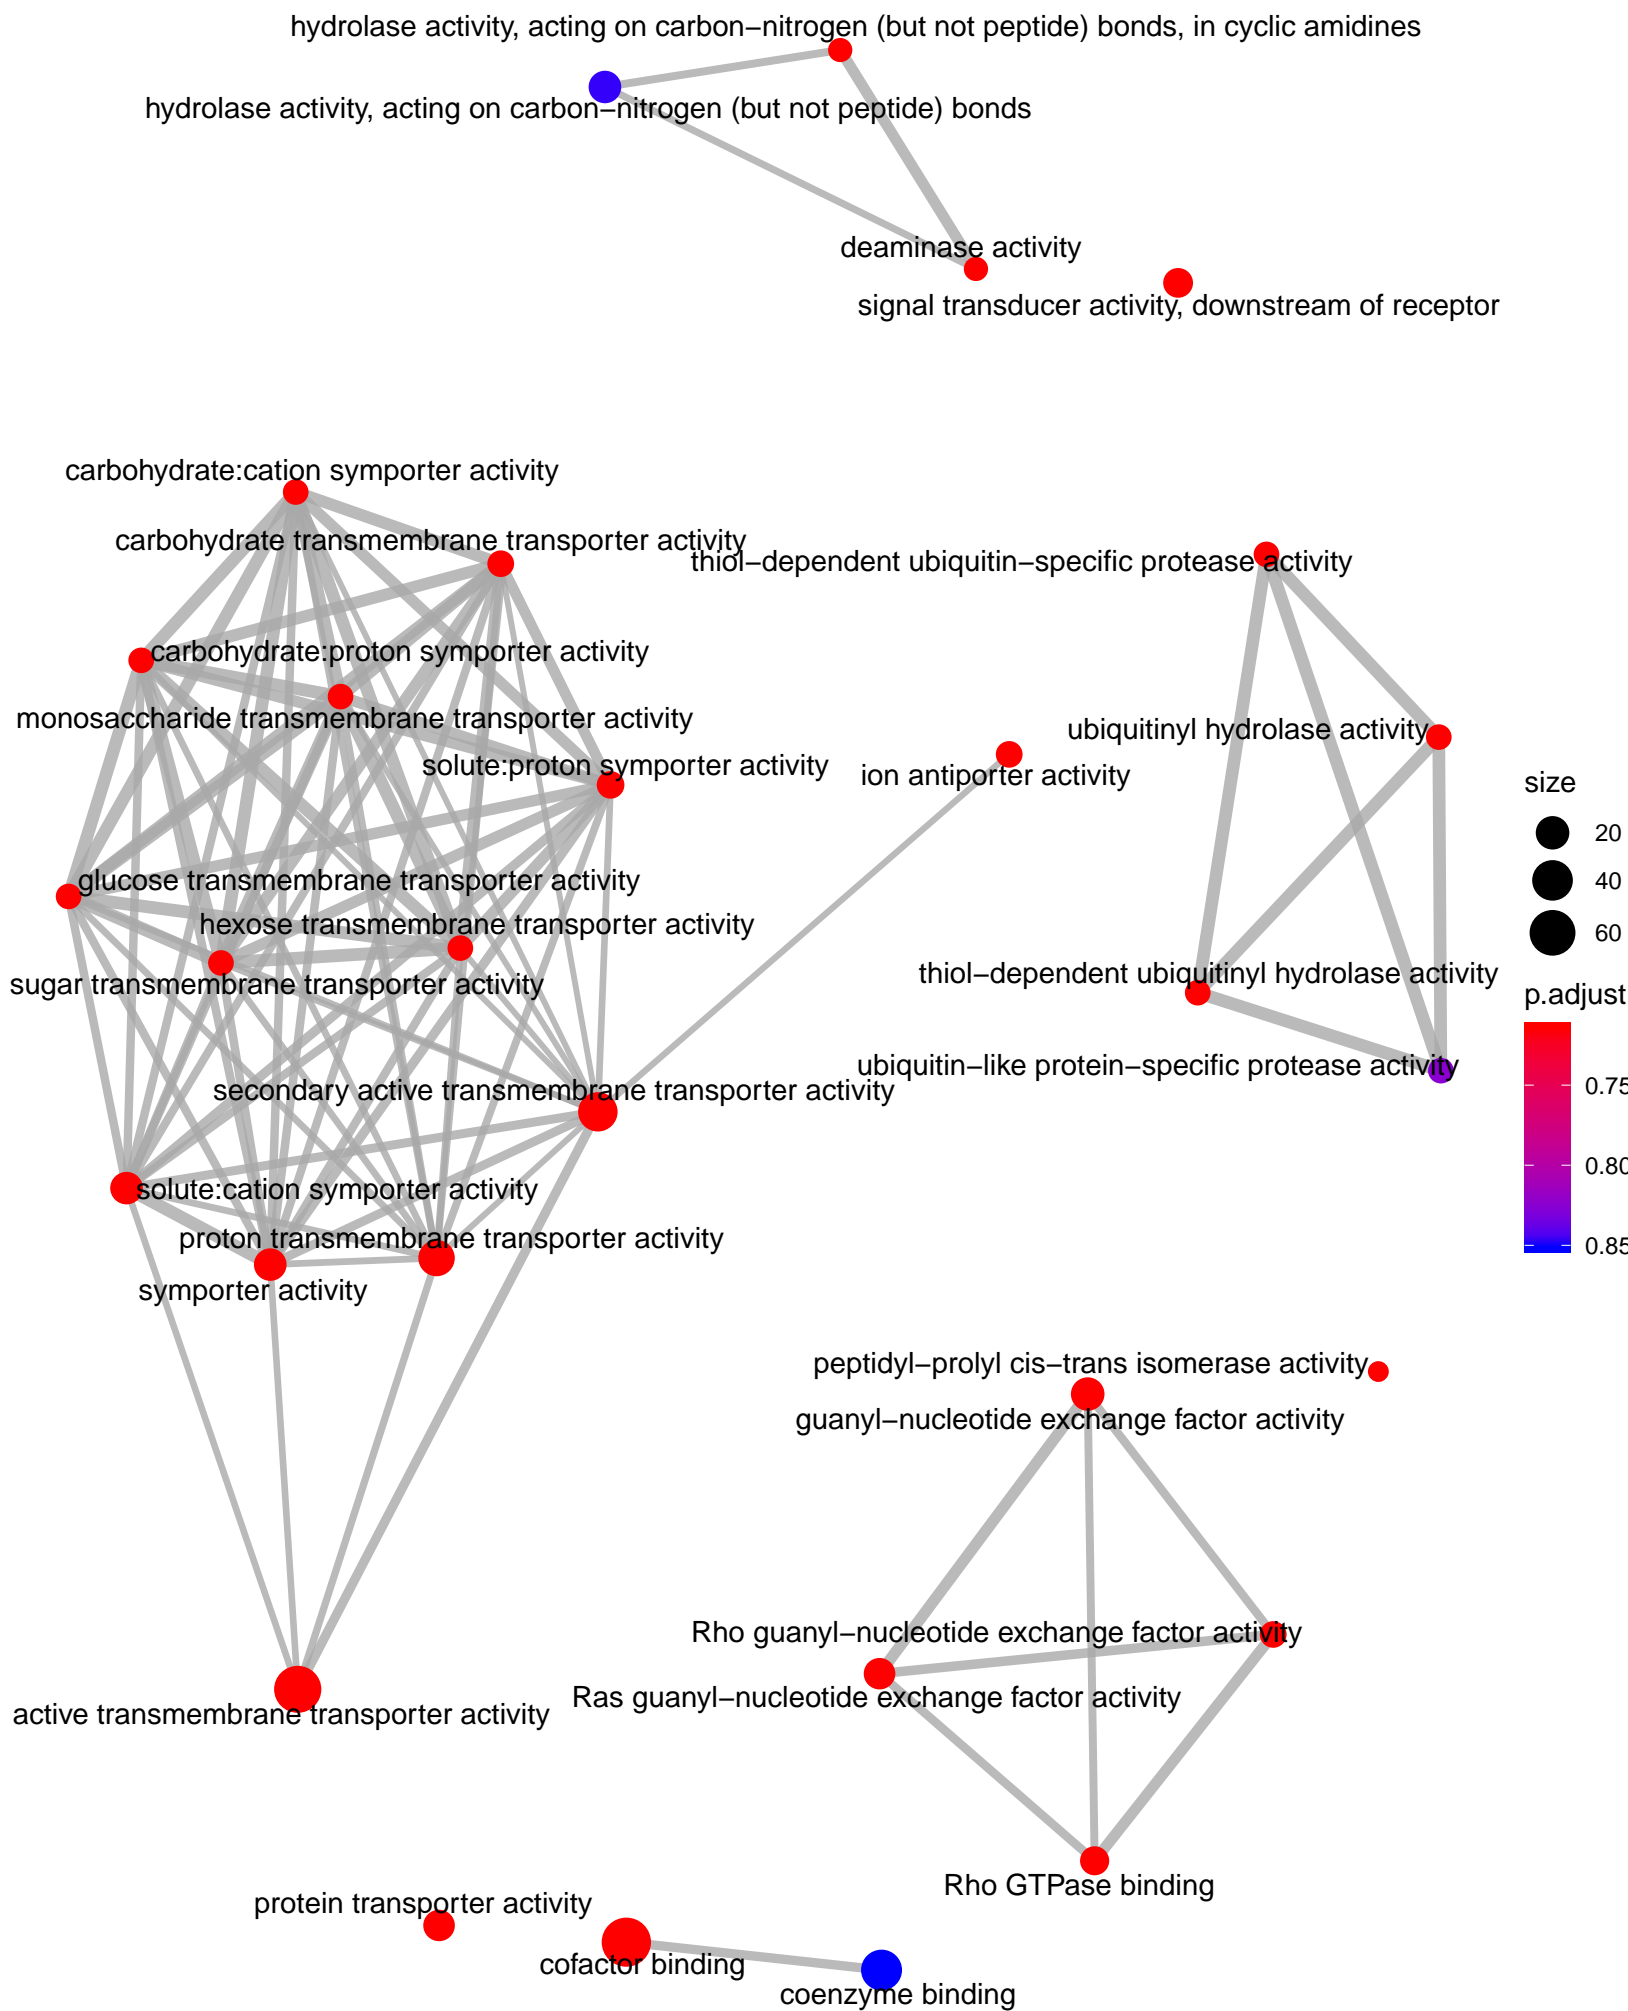 hydrolase activity, acting on carbon−nitrogen (but not peptide) bonds, in cyclic amidines
hydrolase activity, acting on carbon−nitrogen (but not peptide) bonds
deaminase activity
signal transducer activity, downstream of receptor
carbohydrate:cation symporter activity
carbohydrate transmembrane transporter activity
thiol−dependent ubiquitin−specific protease activity
carbohydrate:proton symporter activity
monosaccharide transmembrane transporter activity
ubiquitinyl hydrolase activity
solute:proton symporter activity
ion antiporter activity
size
20
40
60
glucose transmembrane transporter activity
hexose transmembrane transporter activity
sugar transmembrane transporter activity
thiol−dependent ubiquitinyl hydrolase activity
p.adjust
0.75
0.80
0.85
ubiquitin−like protein−specific protease activity
secondary active transmembrane transporter activity
solute:cation symporter activity
proton transmembrane transporter activity
symporter activity
peptidyl−prolyl cis−trans isomerase activity
guanyl−nucleotide exchange factor activity
Rho guanyl−nucleotide exchange factor activity
Ras guanyl−nucleotide exchange factor activity
active transmembrane transporter activity
Rho GTPase binding
protein transporter activity
cofactor binding
coenzyme binding